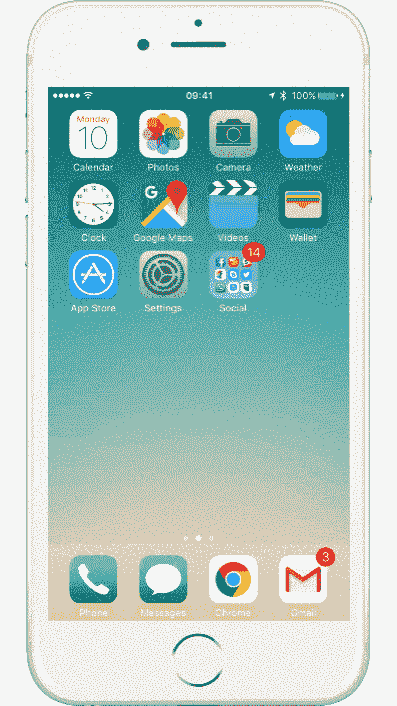 09:41 100%
Monday
10
Calendar Photos Camera Weather
G
Clock Google Maps Videos Wallet
14
App Store Settings Social
3
Phone Messages Chrome Gmail